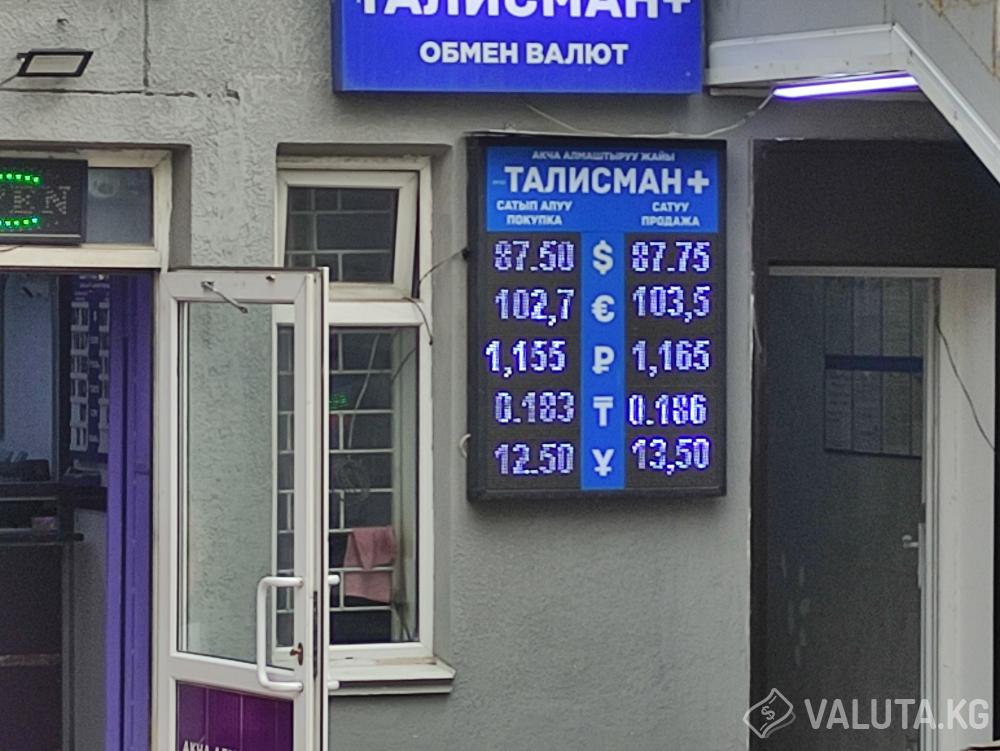 ТАЛИСМАН+
ОБМЕН ВАЛЮТ
АКЧА АЛМАШТЫРУУ ЖАЙЫ
ТАЛИСМАН+
САТЫП АЛУУ САТУУ
ПОКУПКА ПРОДАЖА
87.50 $ 87.75
102,7 € 103,5
1,155 ₽ 1,165
0.183 ₸ 0.186
12.50 ¥ 13,50
VALUTA.KG